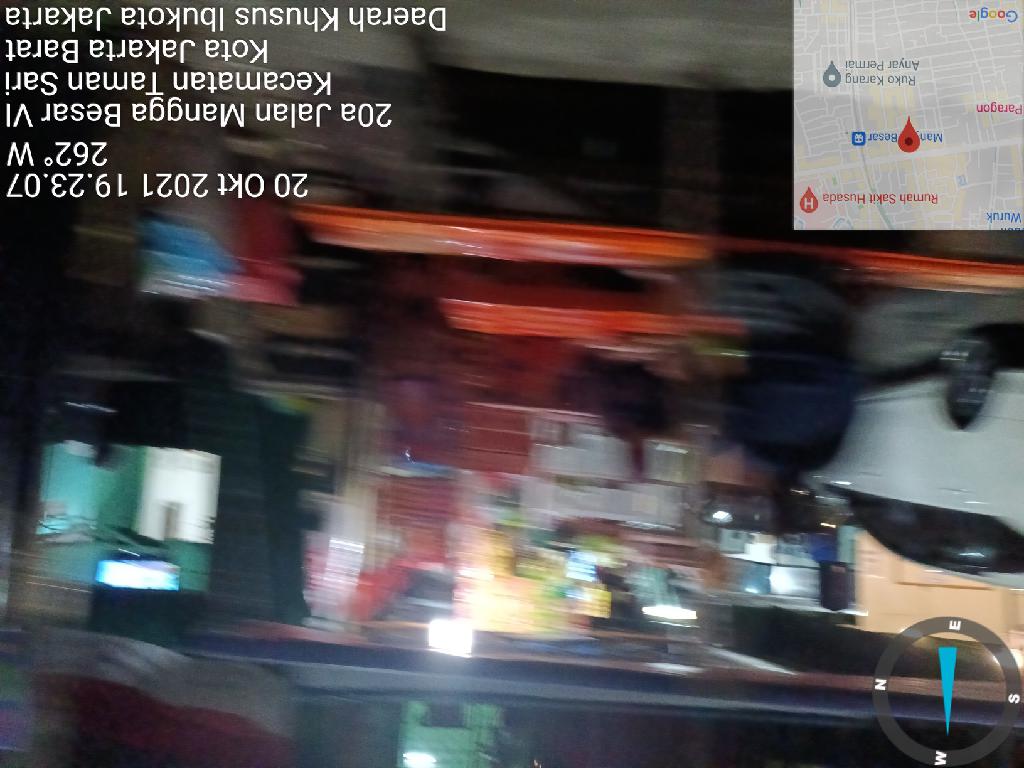 W
S
N
E
Wuruk
Rumah Sakit Husada
H
Besar
Paragon
Ruko Karang
Anyar Permai
Google
20 Okt 2021 19.23.07
262° W
20a Jalan Mangga Besar VI
Kecamatan Taman Sari
Kota Jakarta Barat
Daerah Khusus Ibukota Jakarta